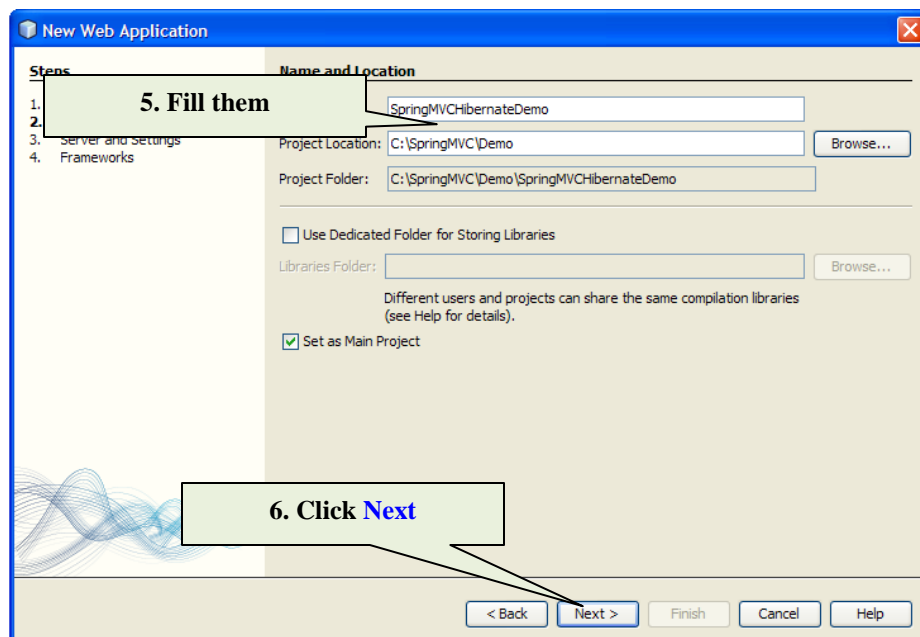 New Web Application
Steps
Name and Location
1.
5. Fill them
SpringMVCHibernateDemo
2.
3. Server and Settings
Project Location: C:\SpringMVC\Demo Browse...
4. Frameworks
Project Folder: C:\SpringMVC\Demo\SpringMVCHibernateDemo
Use Dedicated Folder for Storing Libraries
Libraries Folder: Browse...
Different users and projects can share the same compilation libraries
(see Help for details).
Set as Main Project
6. Click Next
< Back Next > Finish Cancel Help